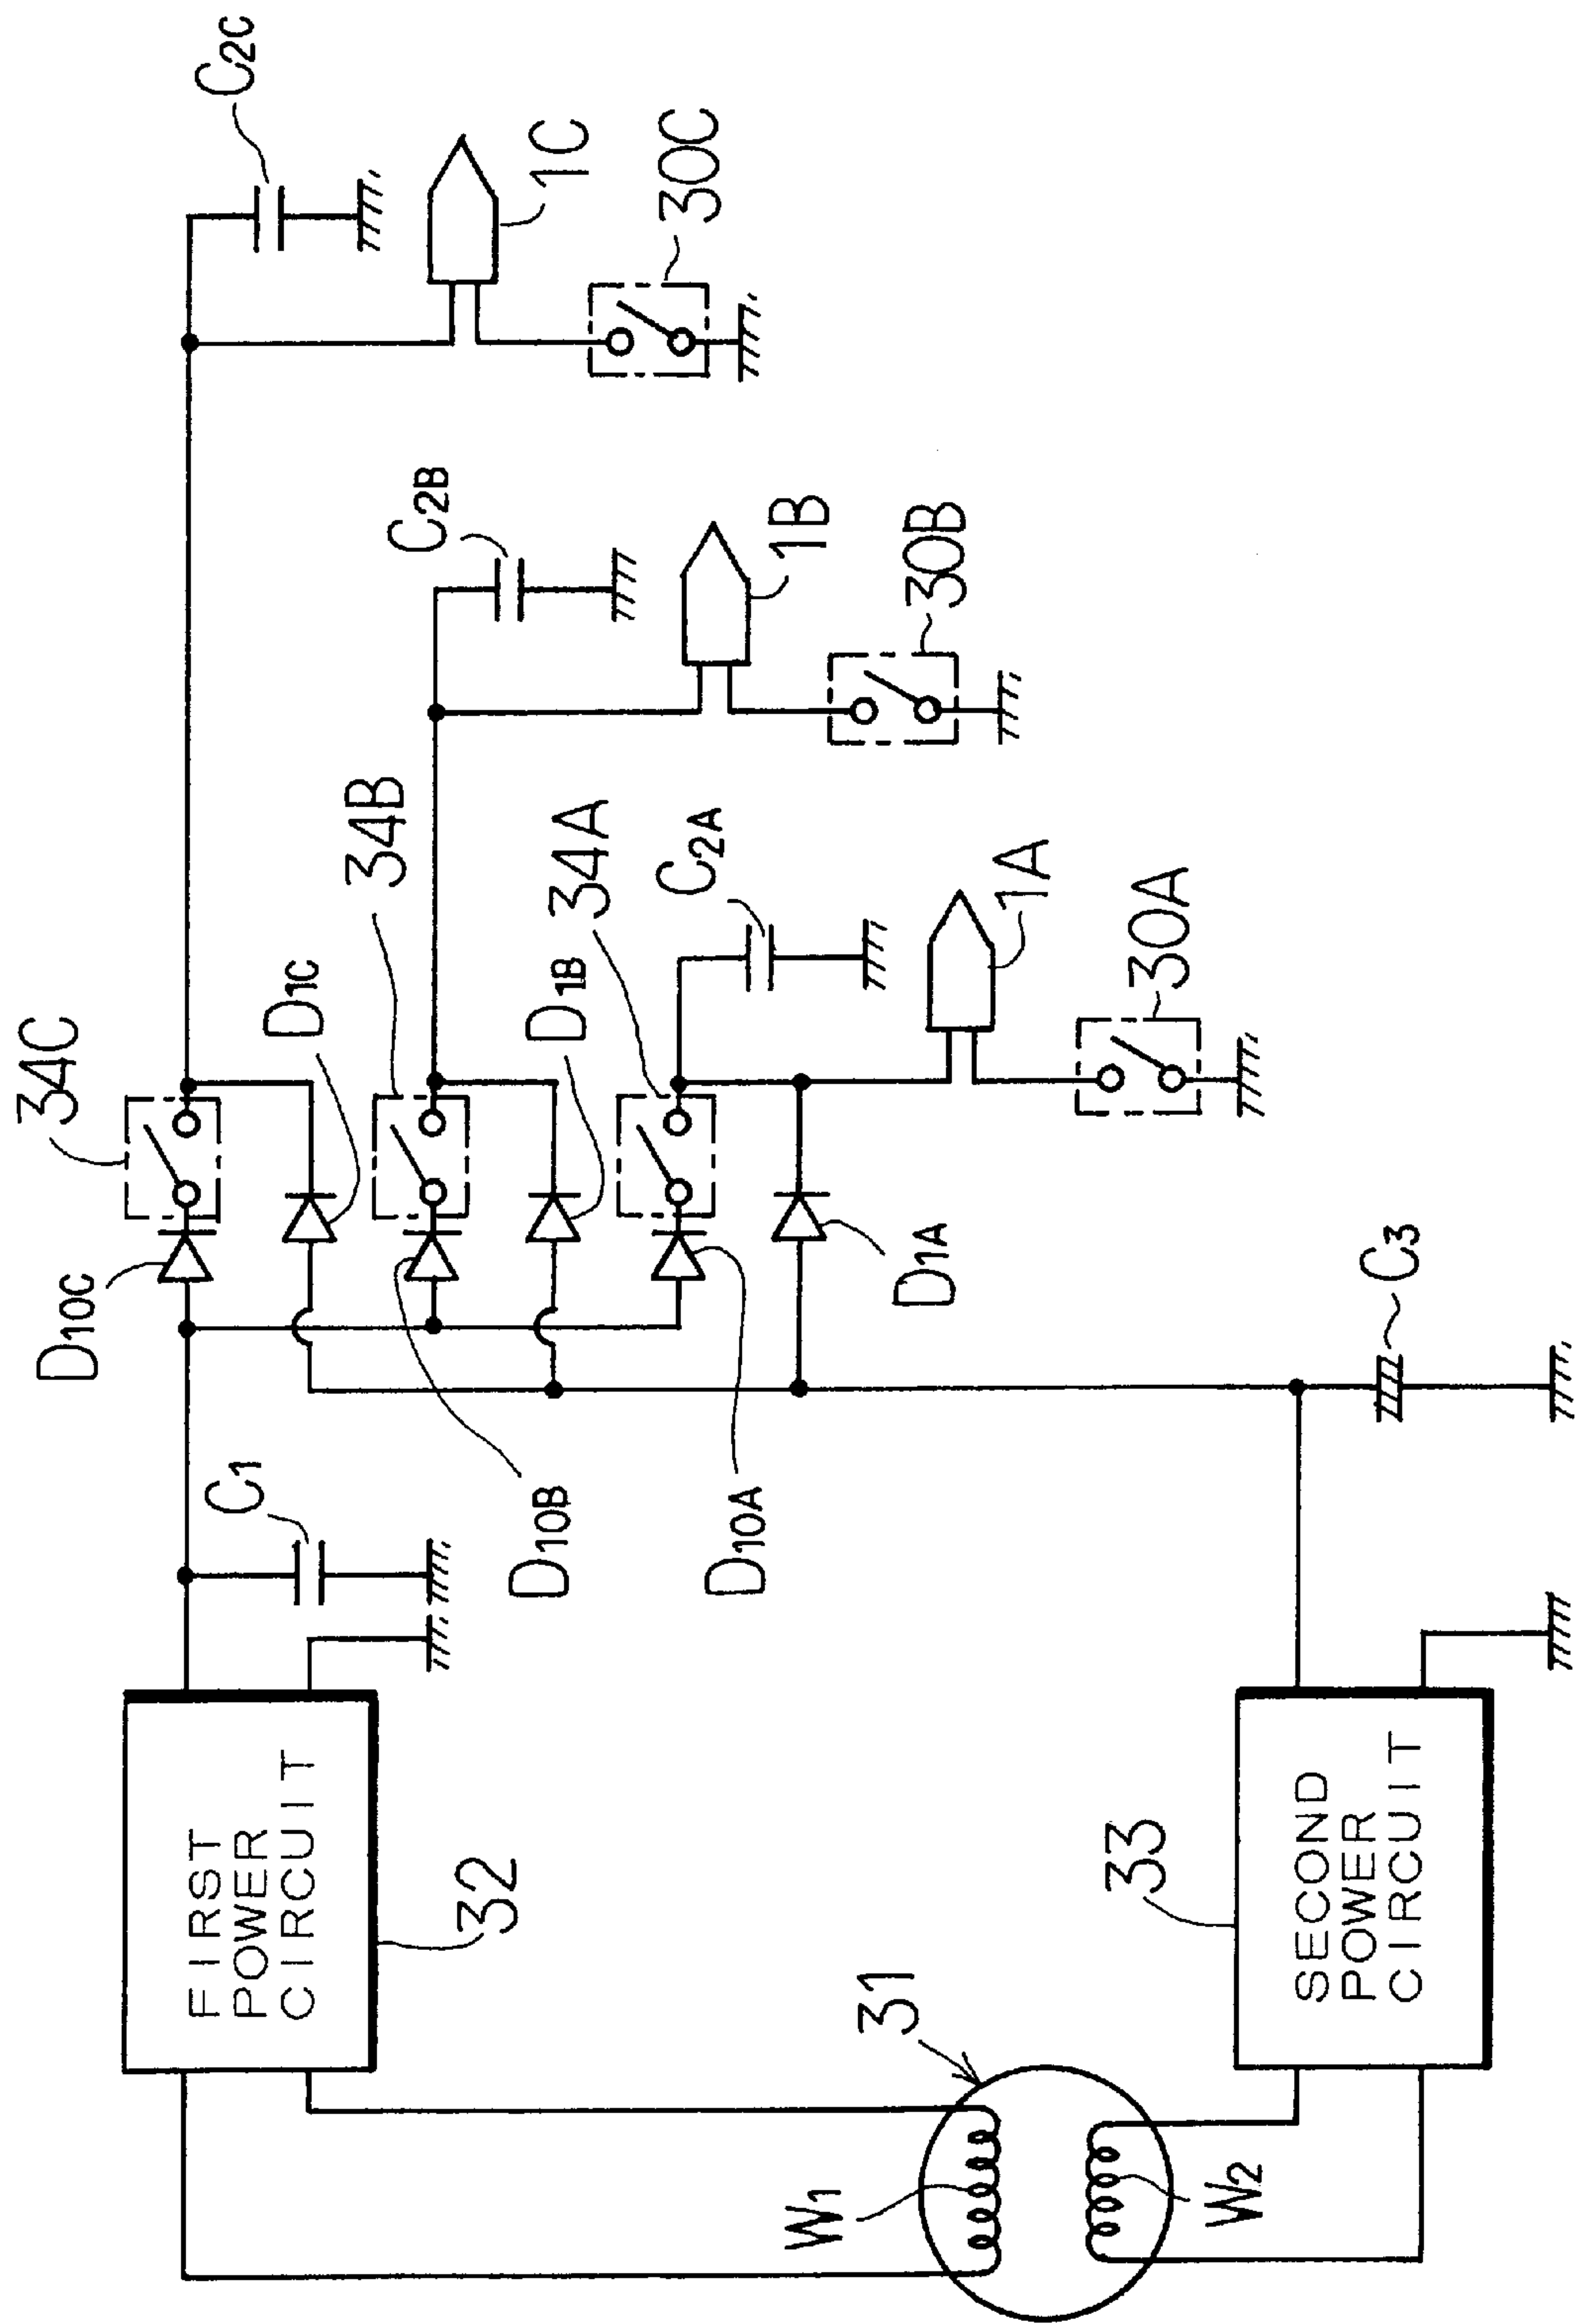 34C
D10C
D1C
C2C
1C
30C
C1
34B
D10B
D1B
C2B
1B
30B
34A
D10A
D1A
C2A
1A
30A
FIRST
POWER
CIRCUIT
32
31
W1
W2
SECOND
POWER
CIRCUIT
33
C3